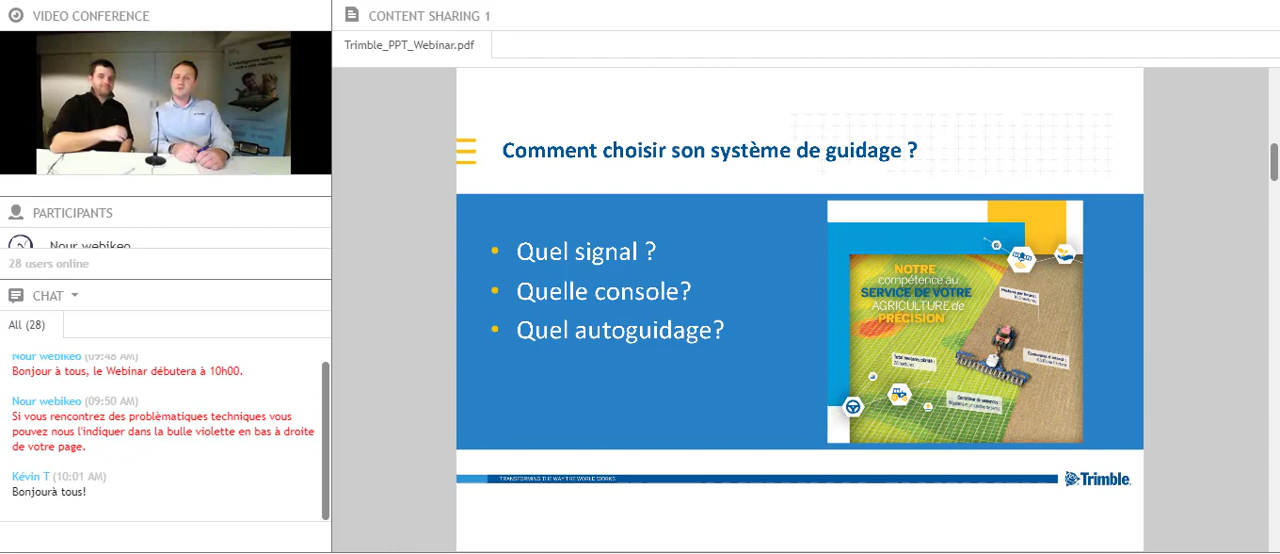 VIDEO CONFERENCE
CONTENT SHARING 1
Trimble_PPT_Webinar.pdf
PARTICIPANTS
Nour webikeo
28 users online
CHAT
All (28)
Nour webikeo (09:48 AM)
Bonjour à tous, le Webinar débutera à 10h00.
Nour webikeo (09:50 AM)
Si vous rencontrez des problèmatiques techniques vous
pouvez nous l'indiquer dans la bulle violette en bas à droite
de votre page.
Kévin T (10:01 AM)
Bonjourà tous!
Comment choisir son système de guidage ?
• Quel signal ?
• Quelle console?
• Quel autoguidage?
NOTRE
compétence au
SERVICE DE VOTRE
AGRICULTURE de
PRÉCISION
TRANSFORMING THE WAY THE WORLD WORKS
Trimble.